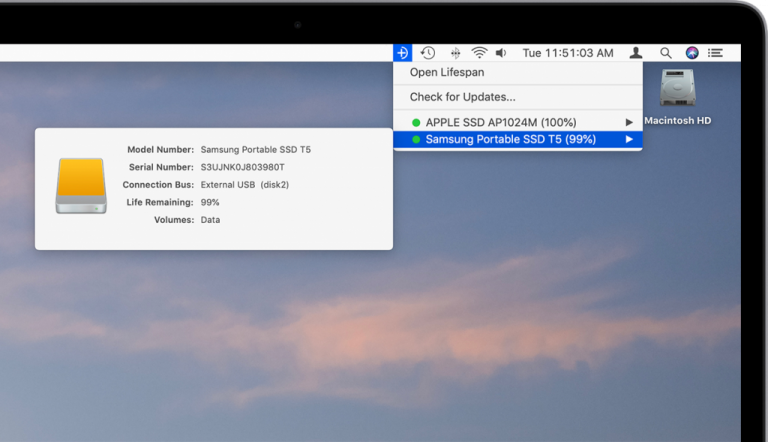 Tue 11:51:03 AM
Open Lifespan
Check for Updates...
APPLE SSD AP1024M (100%)
Samsung Portable SSD T5 (99%)
Macintosh HD
Model Number: Samsung Portable SSD T5
Serial Number: S3UJNK0J803980T
Connection Bus: External USB (disk2)
Life Remaining: 99%
Volumes: Data